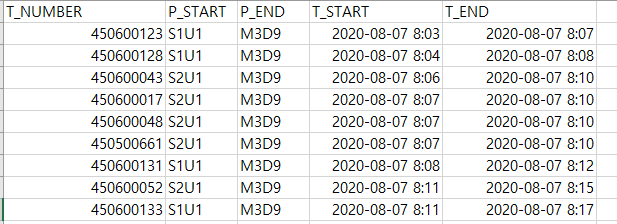 T_NUMBER P_START P_END T_START T_END
450600123 S1U1 M3D9 2020-08-07 8:03 2020-08-07 8:07
450600128 S1U1 M3D9 2020-08-07 8:04 2020-08-07 8:08
450600043 S2U1 M3D9 2020-08-07 8:06 2020-08-07 8:10
450600017 S2U1 M3D9 2020-08-07 8:07 2020-08-07 8:10
450600048 S2U1 M3D9 2020-08-07 8:07 2020-08-07 8:10
450500661 S2U1 M3D9 2020-08-07 8:07 2020-08-07 8:10
450600131 S1U1 M3D9 2020-08-07 8:08 2020-08-07 8:12
450600052 S2U1 M3D9 2020-08-07 8:11 2020-08-07 8:15
450600133 S1U1 M3D9 2020-08-07 8:11 2020-08-07 8:17